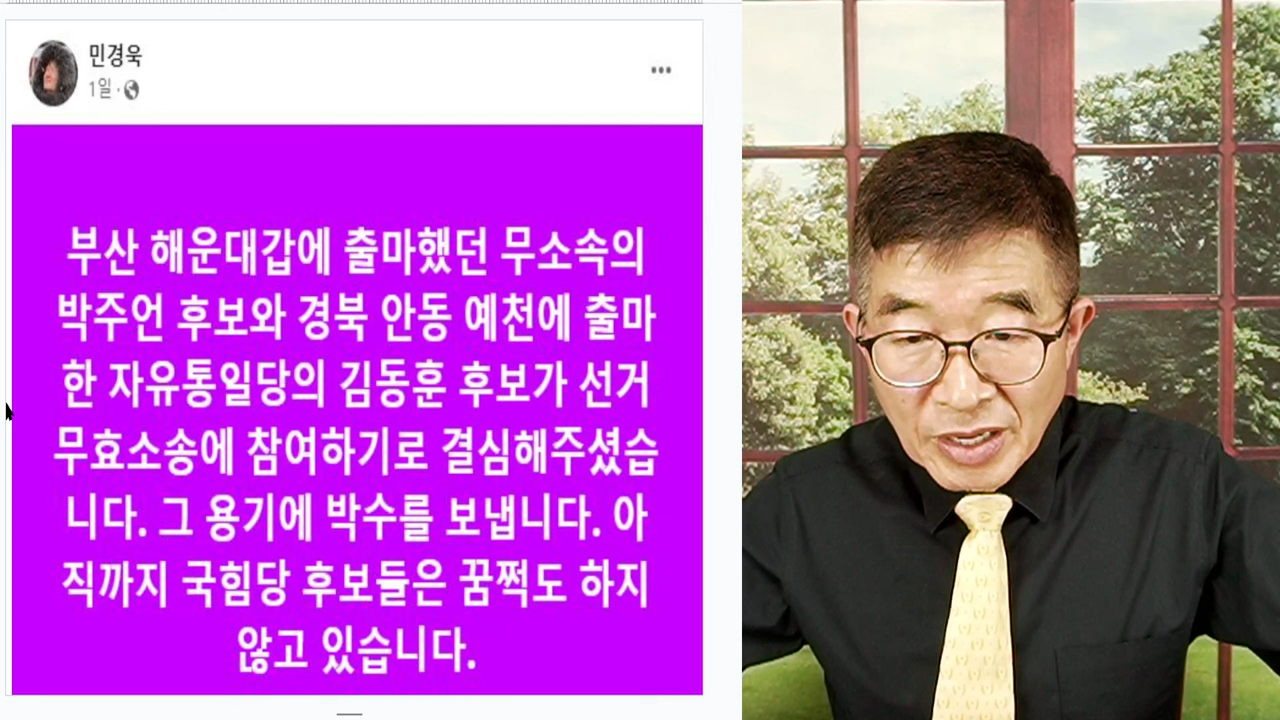 민경욱
1일 ·
부산 해운대갑에 출마했던 무소속의
박주언 후보와 경북 안동 예천에 출마
한 자유통일당의 김동훈 후보가 선거
무효소송에 참여하기로 결심해주셨습
니다. 그 용기에 박수를 보냅니다. 아
직까지 국힘당 후보들은 꿈쩍도 하지
않고 있습니다.